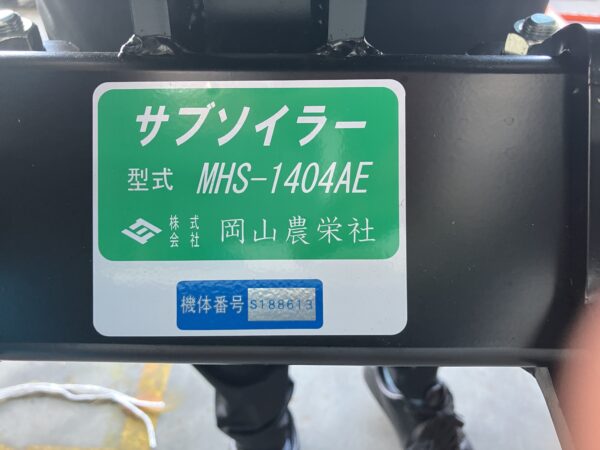 サブソイラー
型式 MHS-1404AE
株式会社 岡山農栄社
機体番号 S188613